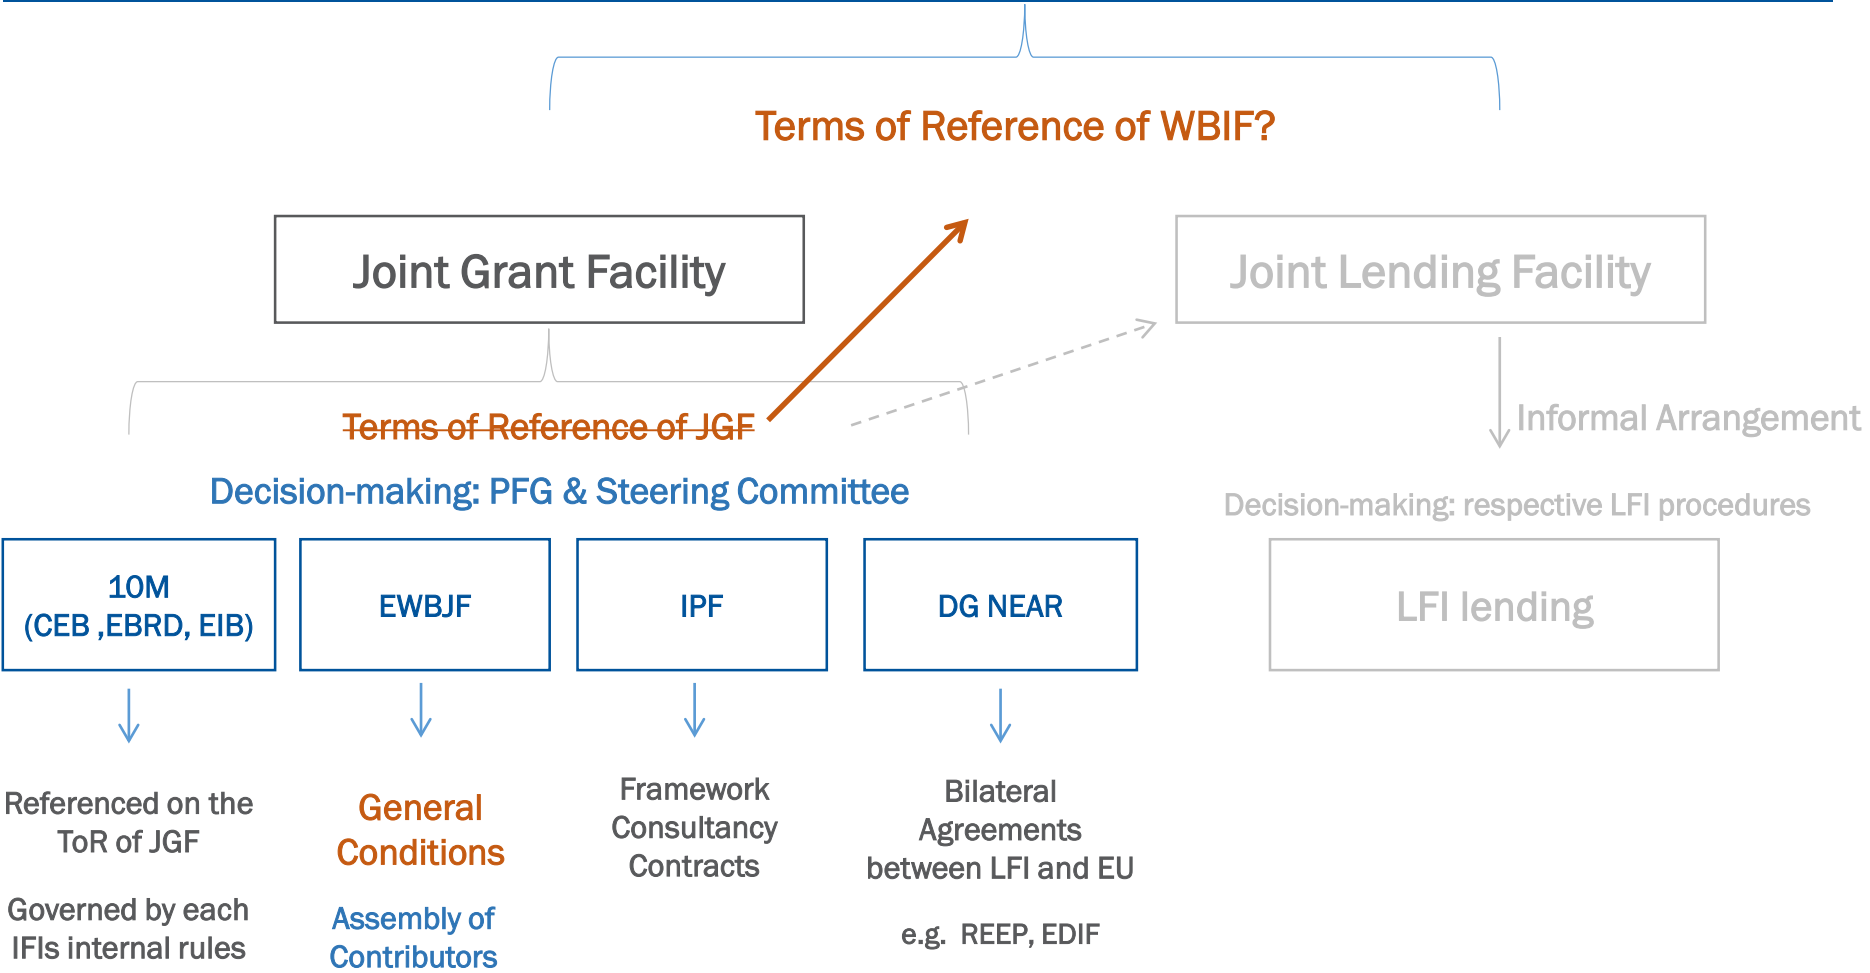 Terms of Reference of WBIF?
Joint Grant Facility
Joint Lending Facility
Terms of Reference of JGF
Informal Arrangement
Decision-making: PFG & Steering Committee
Decision-making: respective LFI procedures
10M
(CEB ,EBRD, EIB)
EWBJF
IPF
DG NEAR
LFI lending
Referenced on the
ToR of JGF
Governed by each
IFIs internal rules
General
Conditions
Assembly of
Contributors
Framework
Consultancy
Contracts
Bilateral
Agreements
between LFI and EU
e.g. REEP, EDIF